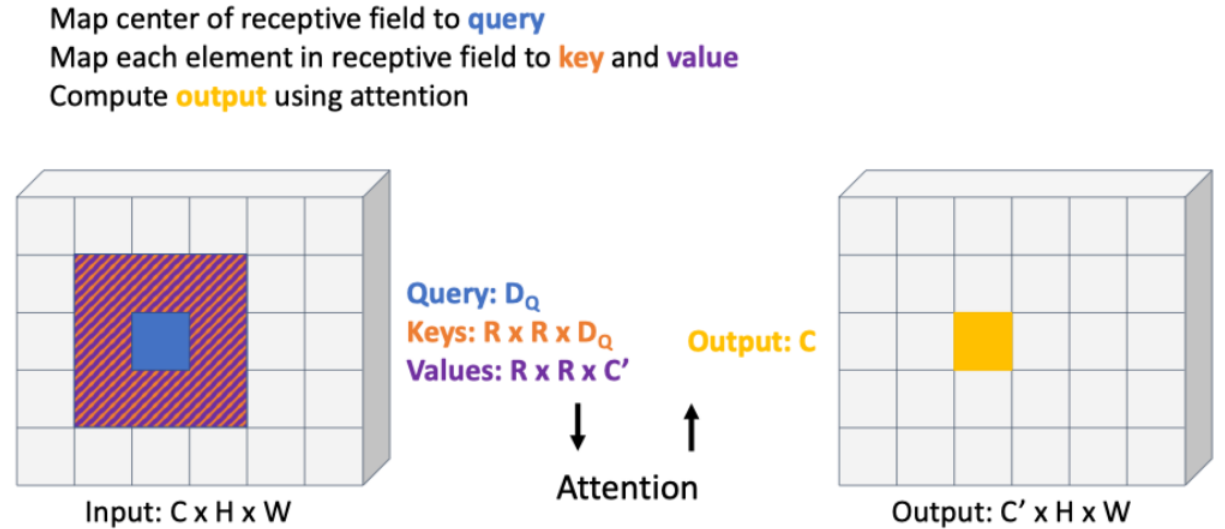 Map center of receptive field to query
Map each element in receptive field to key and value
Compute output using attention
Query: D_Q
Keys: R x R x D_Q
Values: R x R x C’
Output: C
Attention
Input: C x H x W
Output: C’ x H x W